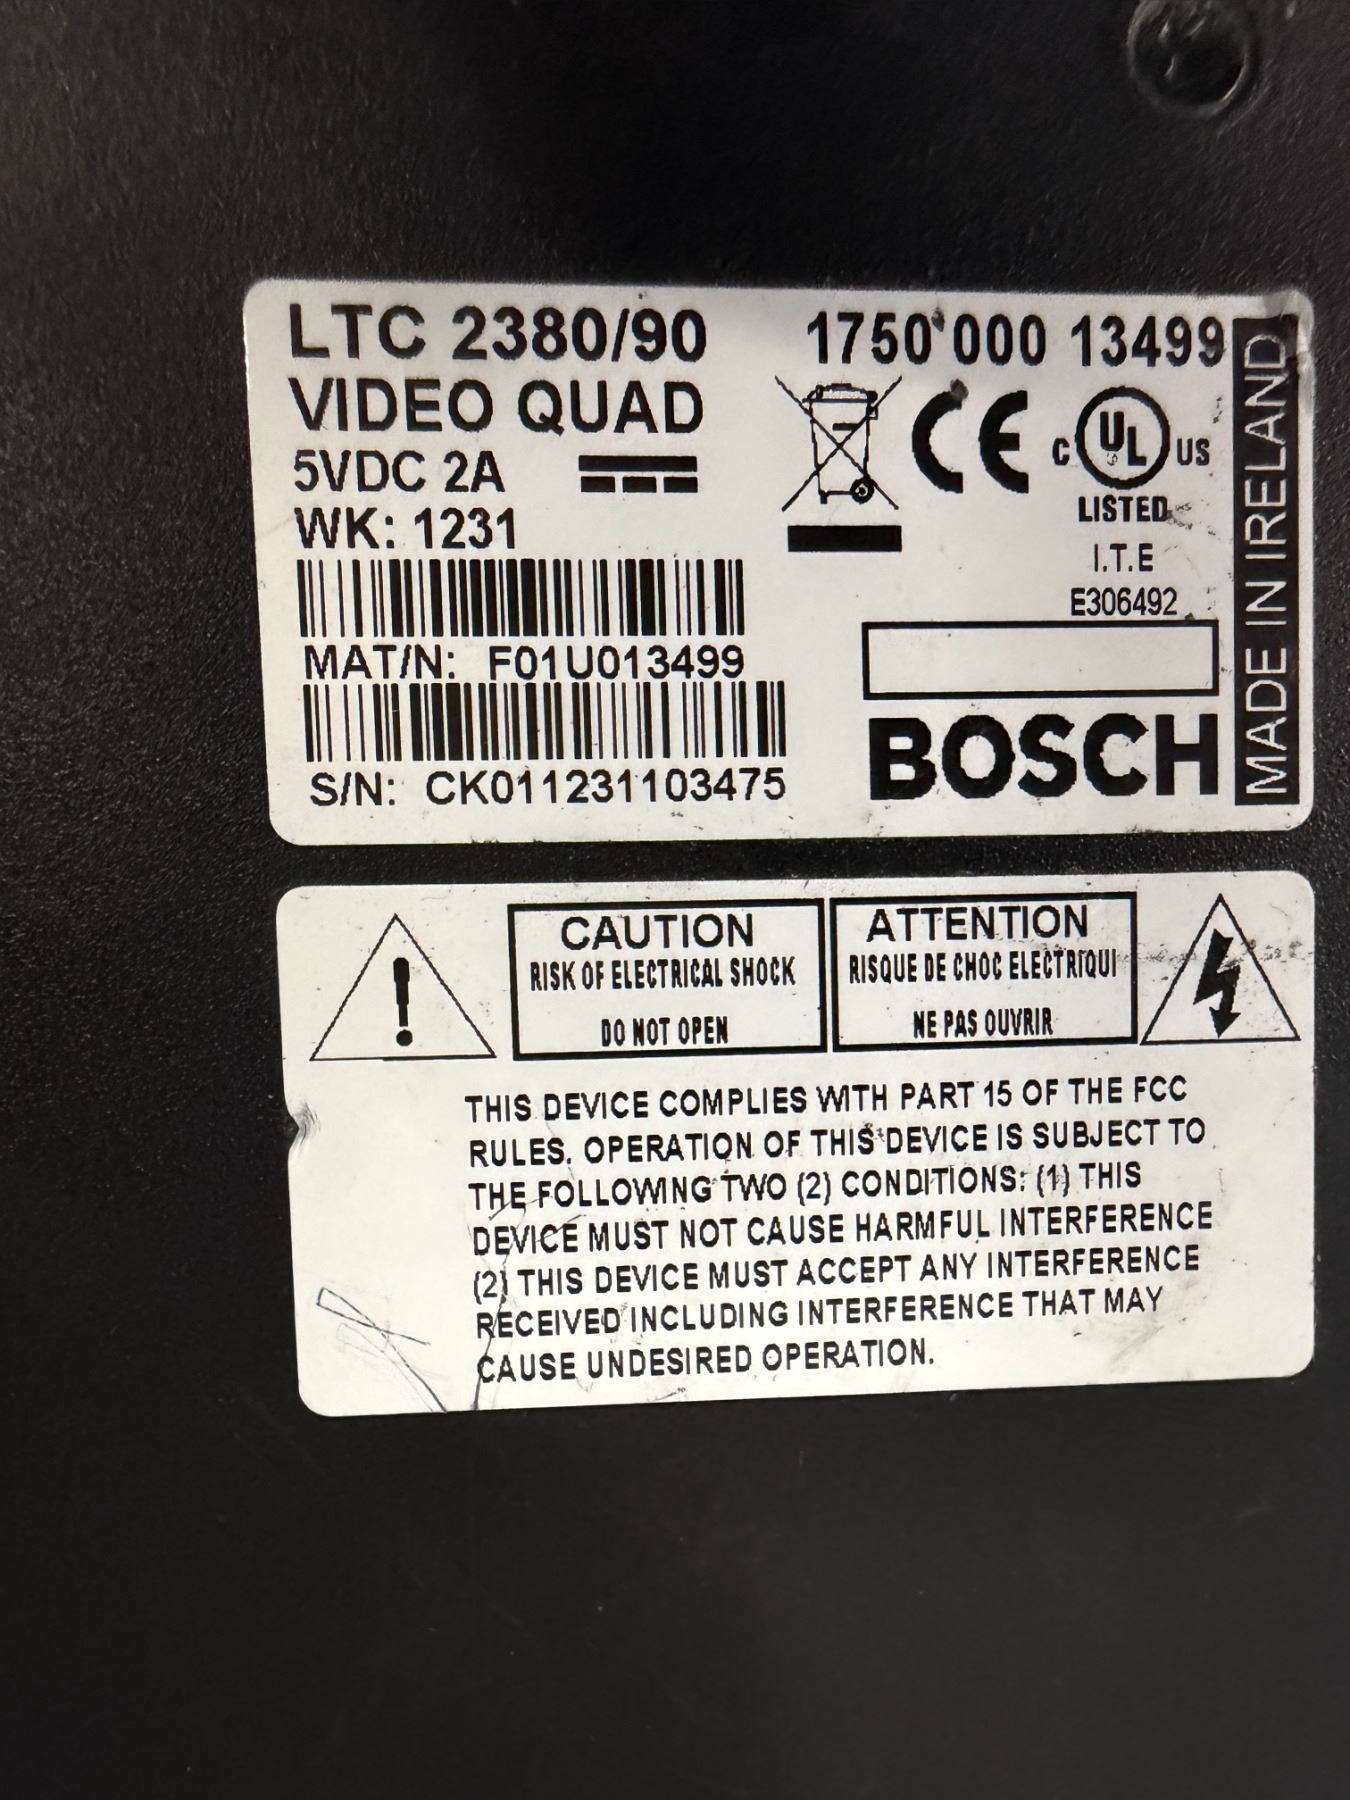 LTC 2380/90
VIDEO QUAD
5VDC 2A
WK: 1231
MAT/N: F01U013499
S/N: CK011231103475
1750 000 13499
CE
C UL US
LISTED
I.T.E
E306492
BOSCH
MADE IN IRELAND
!
CAUTION
RISK OF ELECTRICAL SHOCK
DO NOT OPEN
ATTENTION
RISQUE DE CHOC ELECTRIQUI
NE PAS OUVRIR
THIS DEVICE COMPLIES WITH PART 15 OF THE FCC
RULES. OPERATION OF THIS DEVICE IS SUBJECT TO
THE FOLLOWING TWO (2) CONDITIONS: (1) THIS
DEVICE MUST NOT CAUSE HARMFUL INTERFERENCE
(2) THIS DEVICE MUST ACCEPT ANY INTERFERENCE
RECEIVED INCLUDING INTERFERENCE THAT MAY
CAUSE UNDESIRED OPERATION.